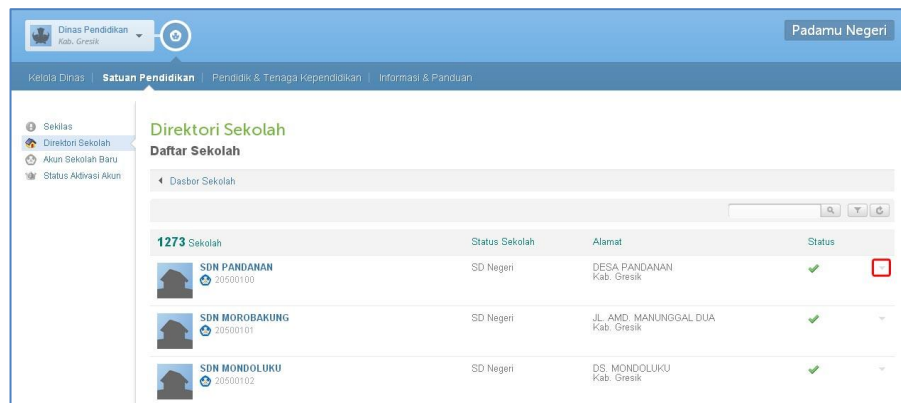 Dinas Pendidikan
Kab. Gresik
Padamu Negeri
Kelola Dinas | Satuan Pendidikan | Pendidik & Tenaga Kependidikan | Informasi & Panduan
Sekilas
Direktori Sekolah
Akun Sekolah Baru
Status Aktivasi Akun
Direktori Sekolah
Daftar Sekolah
Dasbor Sekolah
1273 Sekolah Status Sekolah Alamat Status
SDN PANDANAN SD Negeri DESA PANDANAN
20500100 Kab. Gresik
SDN MOROBAKUNG SD Negeri JL. AMD. MANUNGGAL DUA
20500101 Kab. Gresik
SDN MONDOLUKU SD Negeri DS. MONDOLUKU
20500102 Kab. Gresik